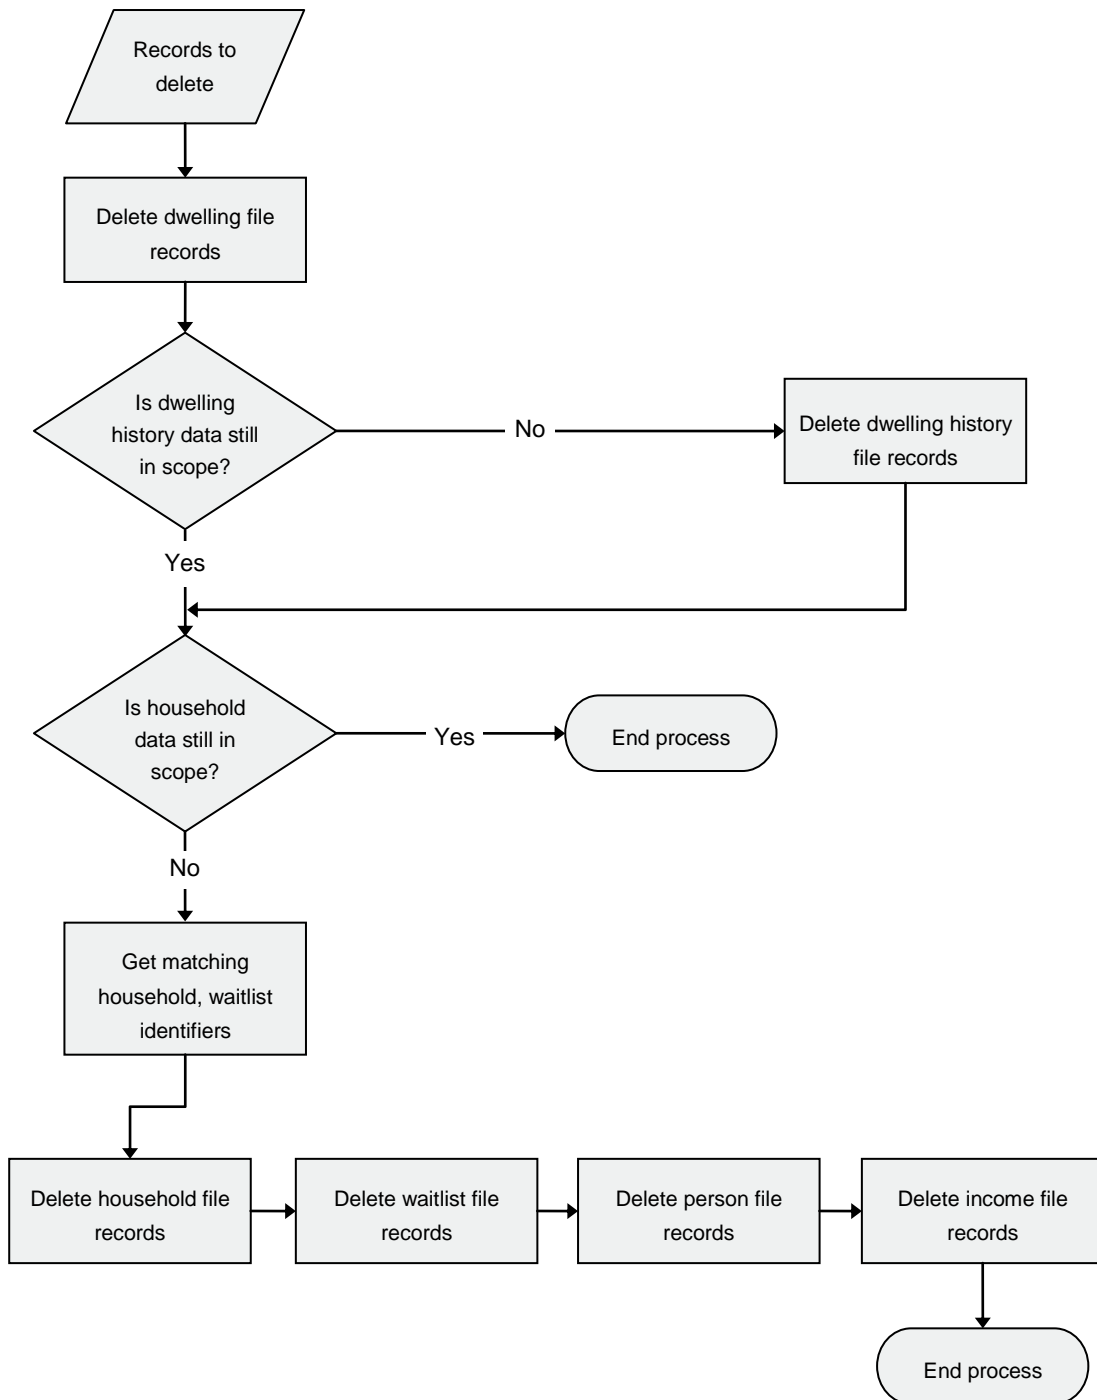 Records to
delete
Delete dwelling file
records
Is dwelling
history data still
in scope?
No
Delete dwelling history
file records
Yes
Is household
data still in
scope?
Yes
End process
No
Get matching
household, waitlist
identifiers
Delete household file
records
Delete waitlist file
records
Delete person file
records
Delete income file
records
End process